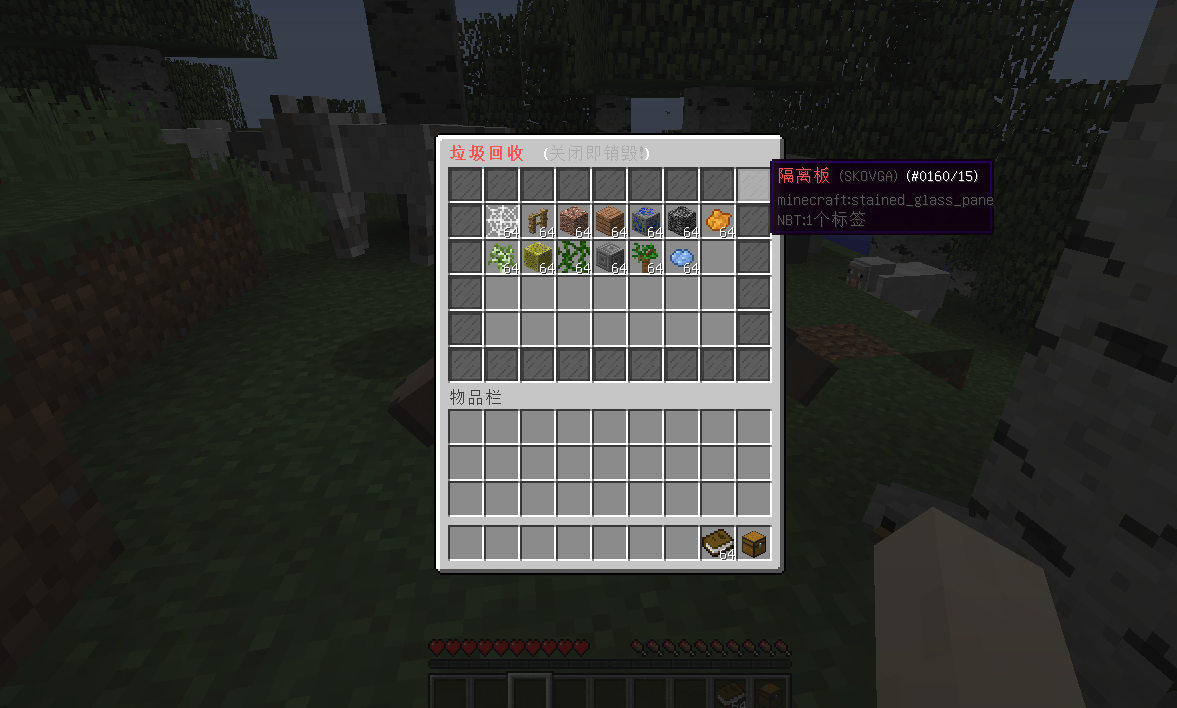 垃圾回收 (关闭即销毁!)
隔离板 (SKOVGA) (#0160/15)
minecraft:stained_glass_pane
NBT:1个标签
64 64 64 64 64 64 64
64 64 64 64 64 64
物品栏
64
64